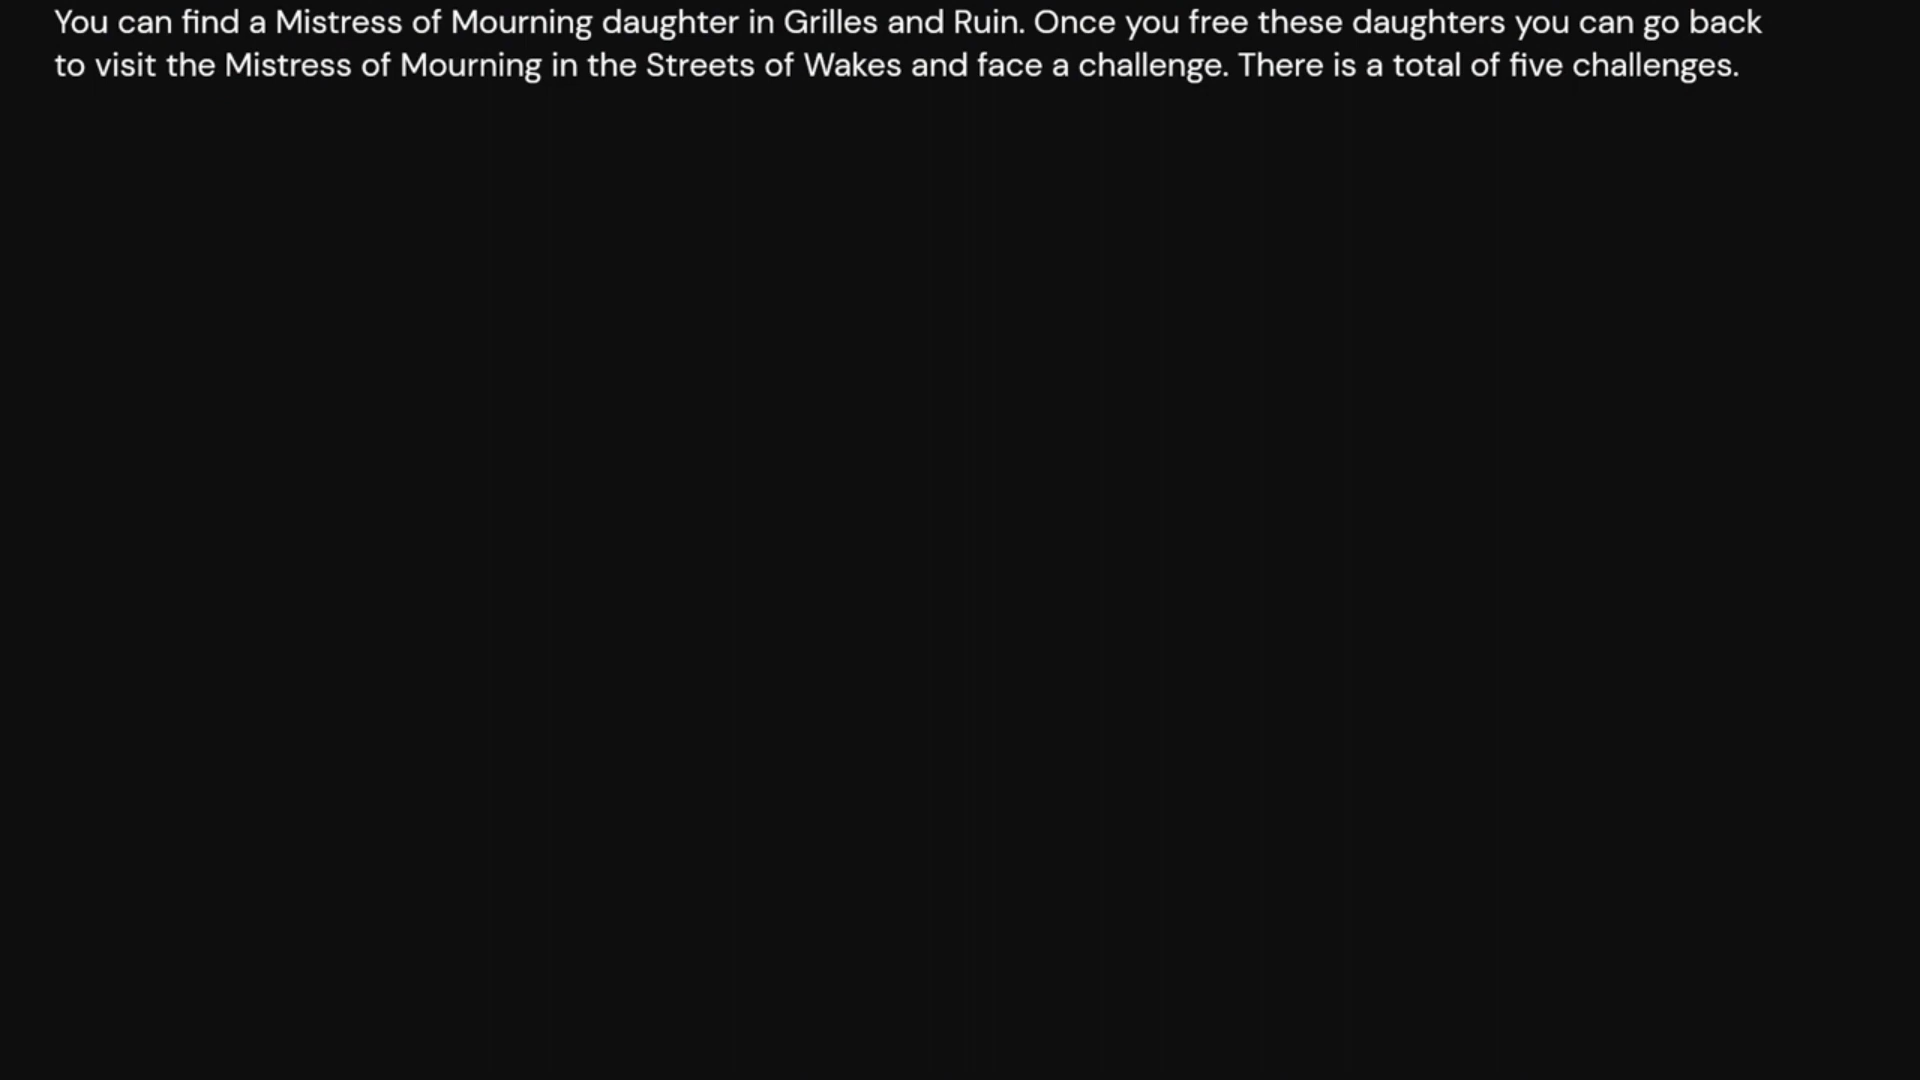 You can find a Mistress of Mourning daughter in Grilles and Ruin. Once you free these daughters you can go back
to visit the Mistress of Mourning in the Streets of Wakes and face a challenge. There is a total of five challenges.